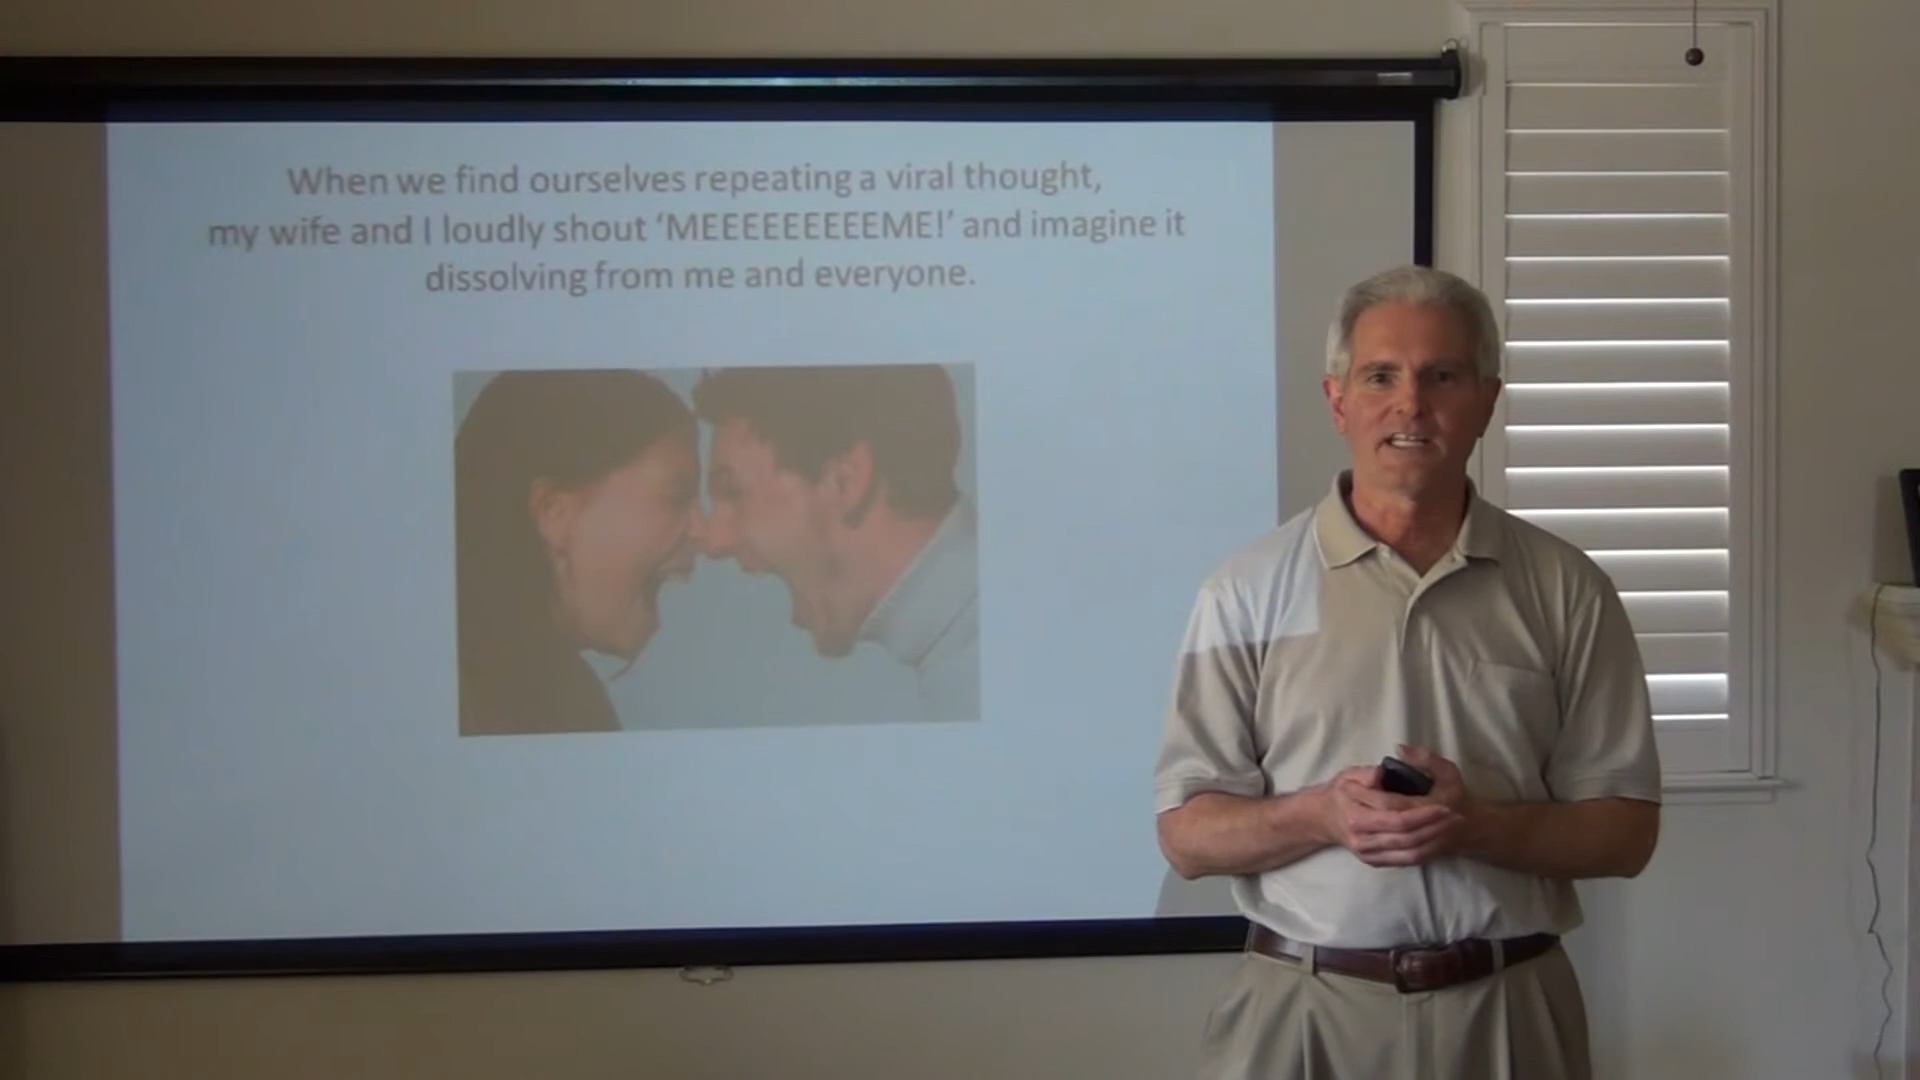 When we find ourselves repeating a viral thought,
my wife and I loudly shout ‘MEEEEEEEEEME!’ and imagine it
dissolving from me and everyone.